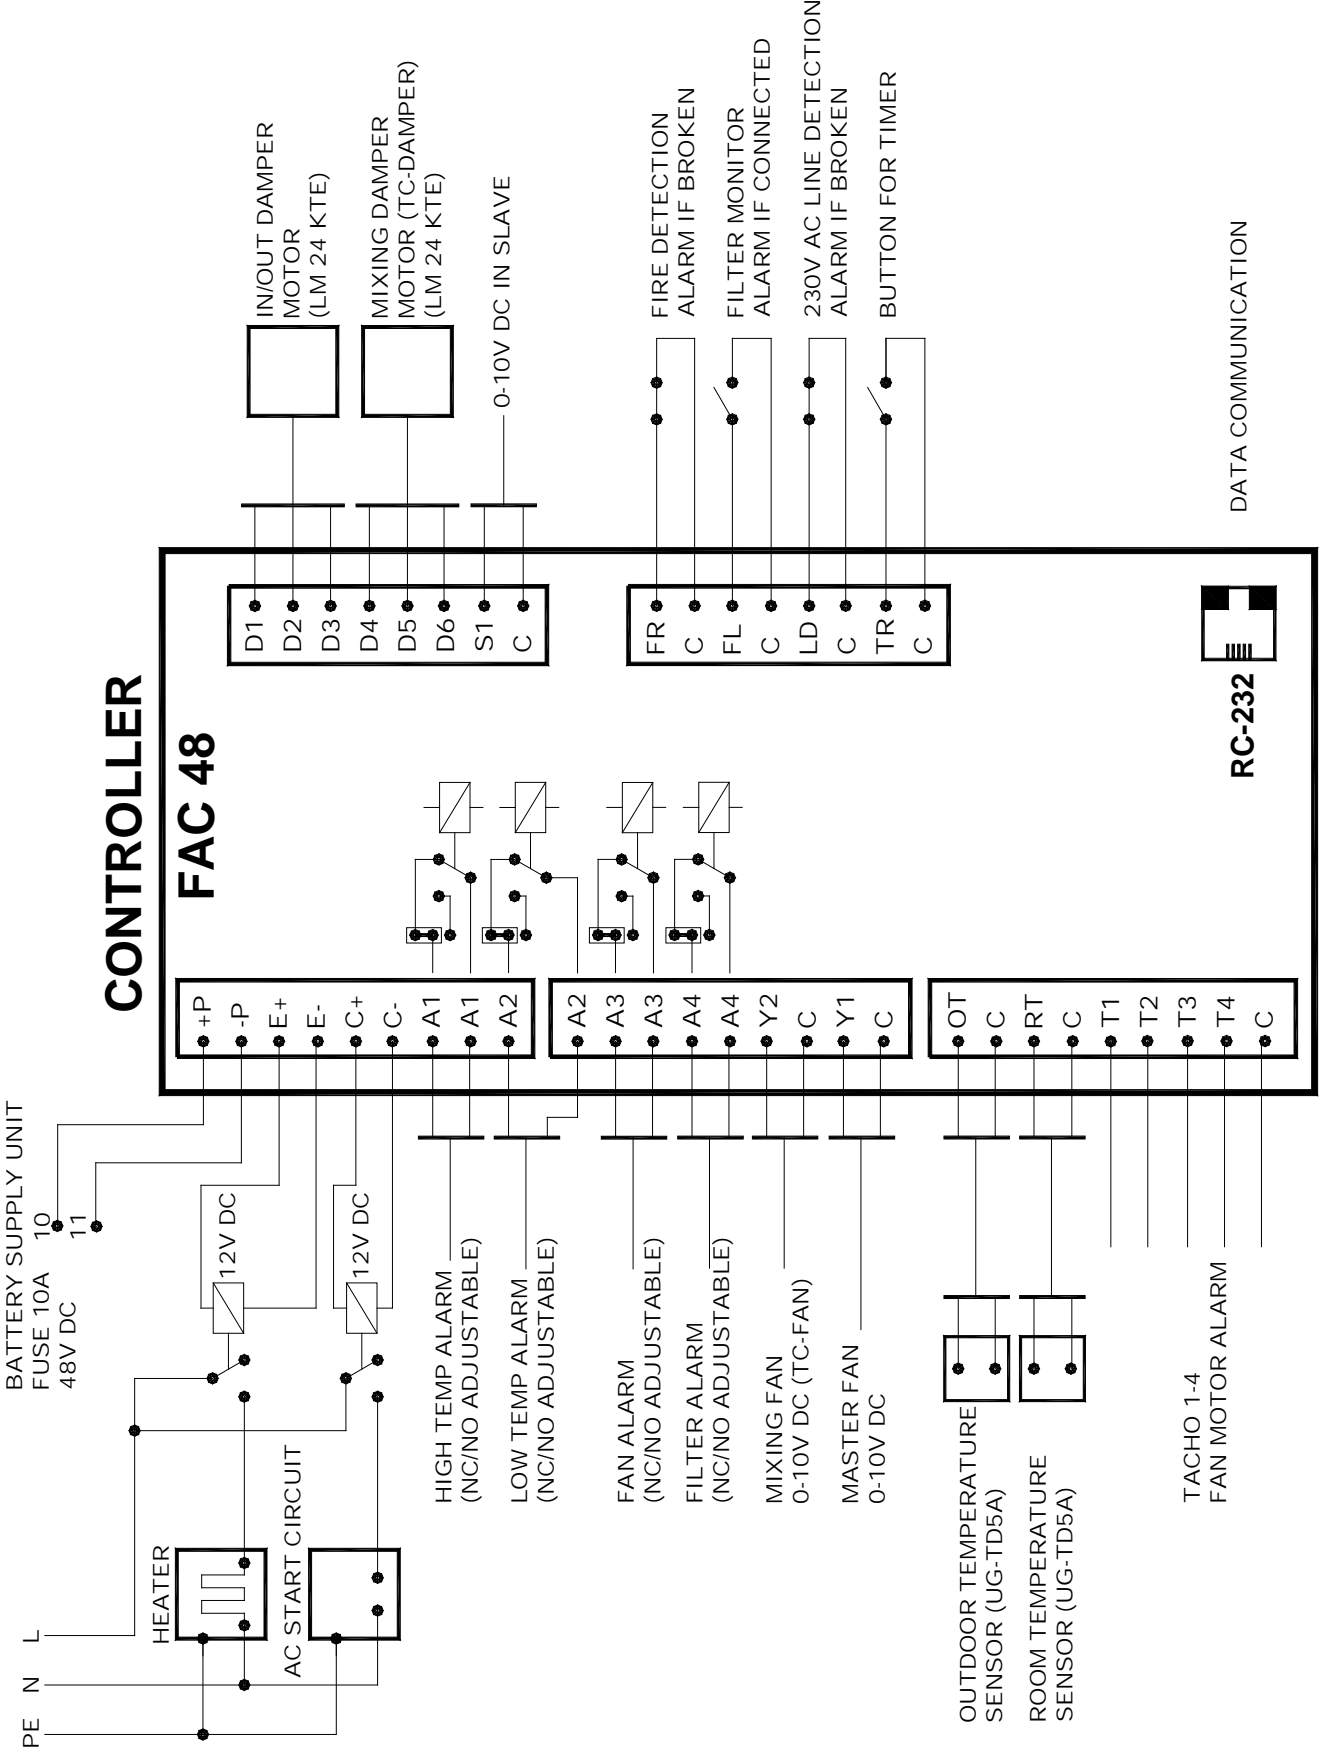 CONTROLLER
FAC 48
BATTERY SUPPLY UNIT
FUSE 10A
48V DC
10
11
PE
N
L
HEATER
AC START CIRCUIT
12V DC
12V DC
HIGH TEMP ALARM
(NC/NO ADJUSTABLE)
LOW TEMP ALARM
(NC/NO ADJUSTABLE)
FAN ALARM
(NC/NO ADJUSTABLE)
FILTER ALARM
(NC/NO ADJUSTABLE)
MIXING FAN
0-10V DC (TC-FAN)
MASTER FAN
0-10V DC
OUTDOOR TEMPERATURE
SENSOR (UG-TD5A)
ROOM TEMPERATURE
SENSOR (UG-TD5A)
TACHO 1-4
FAN MOTOR ALARM
+P
-P
E+
E-
C+
C-
A1
A1
A2
A2
A3
A3
A4
A4
Y2
C
Y1
C
OT
C
RT
C
T1
T2
T3
T4
C
D1
D2
D3
D4
D5
D6
S1
C
FR
C
FL
C
LD
C
TR
C
RC-232
IN/OUT DAMPER
MOTOR
(LM 24 KTE)
MIXING DAMPER
MOTOR (TC-DAMPER)
(LM 24 KTE)
0-10V DC IN SLAVE
FIRE DETECTION
ALARM IF BROKEN
FILTER MONITOR
ALARM IF CONNECTED
230V AC LINE DETECTION
ALARM IF BROKEN
BUTTON FOR TIMER
DATA COMMUNICATION